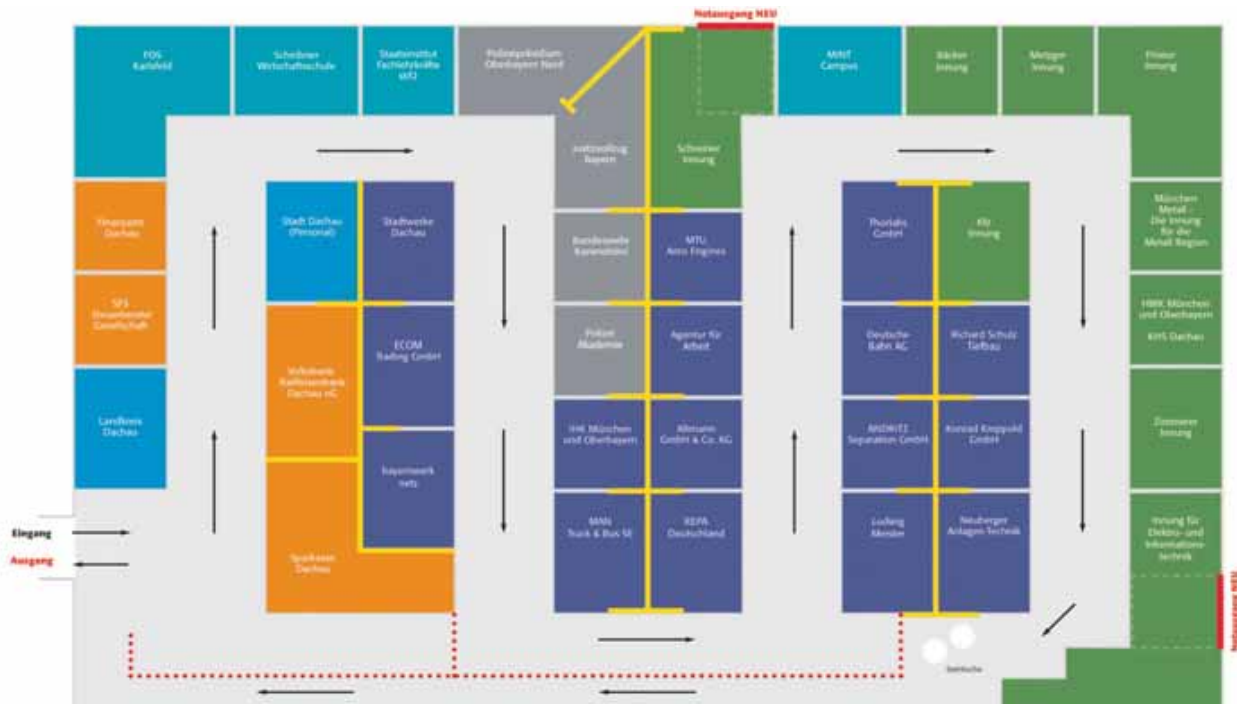 Notausgang NEU
FOS
Karlsfeld
Scheibner
Wirtschaftsschule
Staatsinstitut
Fachlehrkräfte
Polizeipräsidium
Oberbayern Nord
MINT
Campus
Bäcker
Innung
Metzger
Innung
Friseur
Innung
Justizvollzug
Bayern
Schreiner
Innung
Finanzamt
Dachau
Stadt Dachau
(Personal)
Stadtwerke
Dachau
Bundeswehr
MTU
Aero Engines
Thorlabs
GmbH
Kfz
Innung
München
Metall -
Die Innung
für die
Metall Region
SFS
Steuerberater
Gesellschaft
Volksbank
Raiffeisenbank
Dachau eG
ECOM
Trading GmbH
Polizei
Akademie
Agentur für
Arbeit
Deutsche
Bahn AG
Richard Schulz
Tiefbau
HWK München
und Oberbayern
KHS Dachau
Landkreis
Dachau
bayernwerk
netz
IHK München
und Oberbayern
GmbH & Co. KG
ANDRITZ
Separation GmbH
Konrad Knoppold
GmbH
Zimmerer
Innung
Eingang
Ausgang
Sparkasse
Dachau
MAN
Truck & Bus SE
REPA
Deutschland
Ludwig
Meister
Neuberger
Anlagen-Technik
Innung für
Elektro- und
Informations-
technik
Notausgang NEU
Stehtische